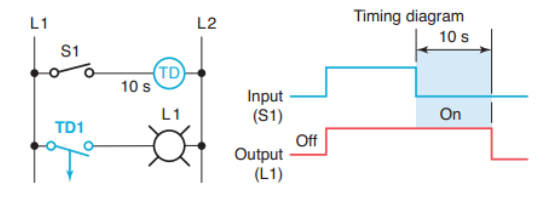 L1
L2
S1
TD
10 s
TD1
L1
Timing diagram
10 s
Input
(S1)
On
Off
Output
(L1)